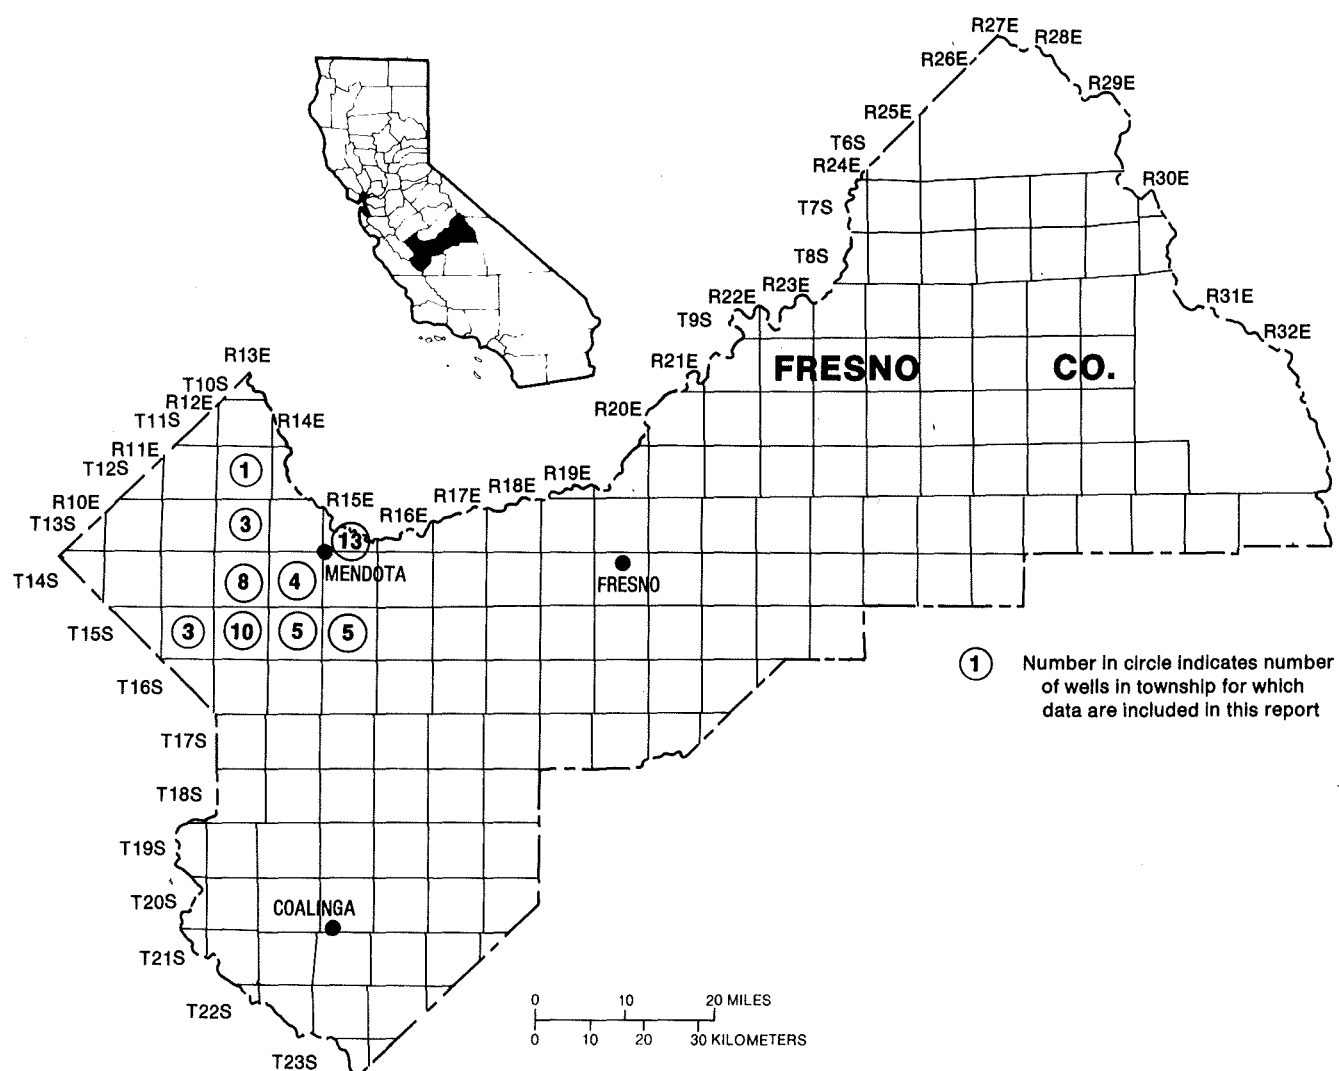 R27E
R28E
R26E
R29E
R25E
T6S
R24E
R30E
T7S
T8S
R23E
R22E
R31E
T9S
R32E
R13E
R21E
FRESNO CO.
T10S
R12E
R20E
T11S
R14E
R11E
T12S
1
R19E
R18E
R17E
R15E
R10E
R16E
T13S
3
13
MENDOTA
T14S
8
4
FRESNO
T15S
3
10
5
5
1
Number in circle indicates number
of wells in township for which
data are included in this report
T16S
T17S
T18S
T19S
T20S
COALINGA
T21S
T22S
0 10 20 MILES
0 10 20 30 KILOMETERS
T23S